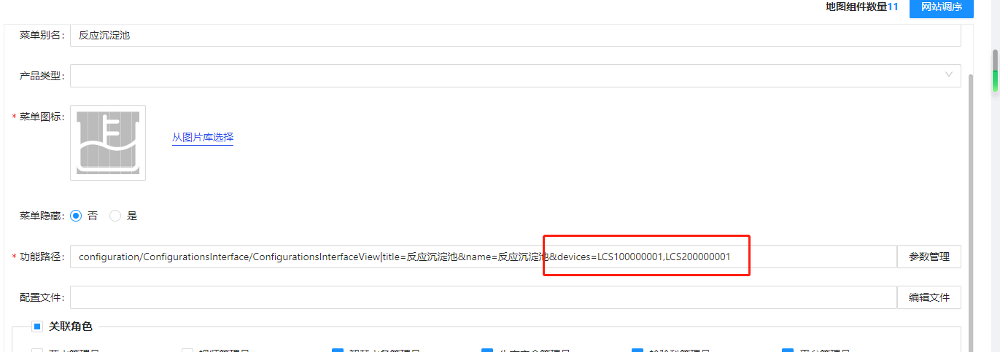 地图组件数量11 网站调序
菜单别名: 反应沉淀池
产品类型:
* 菜单图标:
从图片库选择
菜单隐藏: 否 是
* 功能路径: configuration/ConfigurationsInterface/ConfigurationsInterfaceView|title=反应沉淀池&name=反应沉淀池&devices=LCS100000001,LCS200000001 参数管理
配置文件: 编辑文件
关联角色